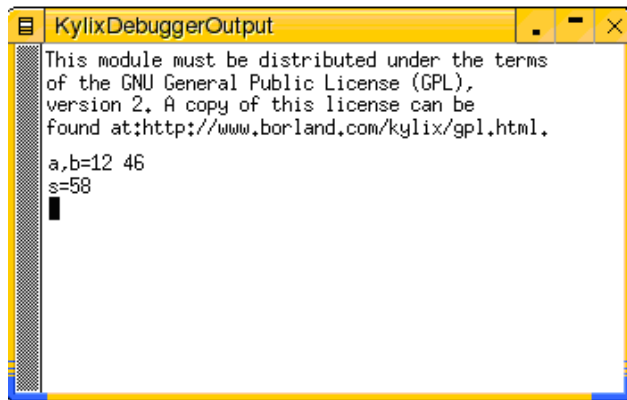 KylixDebuggerOutput
This module must be distributed under the terms
of the GNU General Public License (GPL),
version 2. A copy of this license can be
found at:http://www.borland.com/kylix/gpl.html.
a,b=12 46
s=58